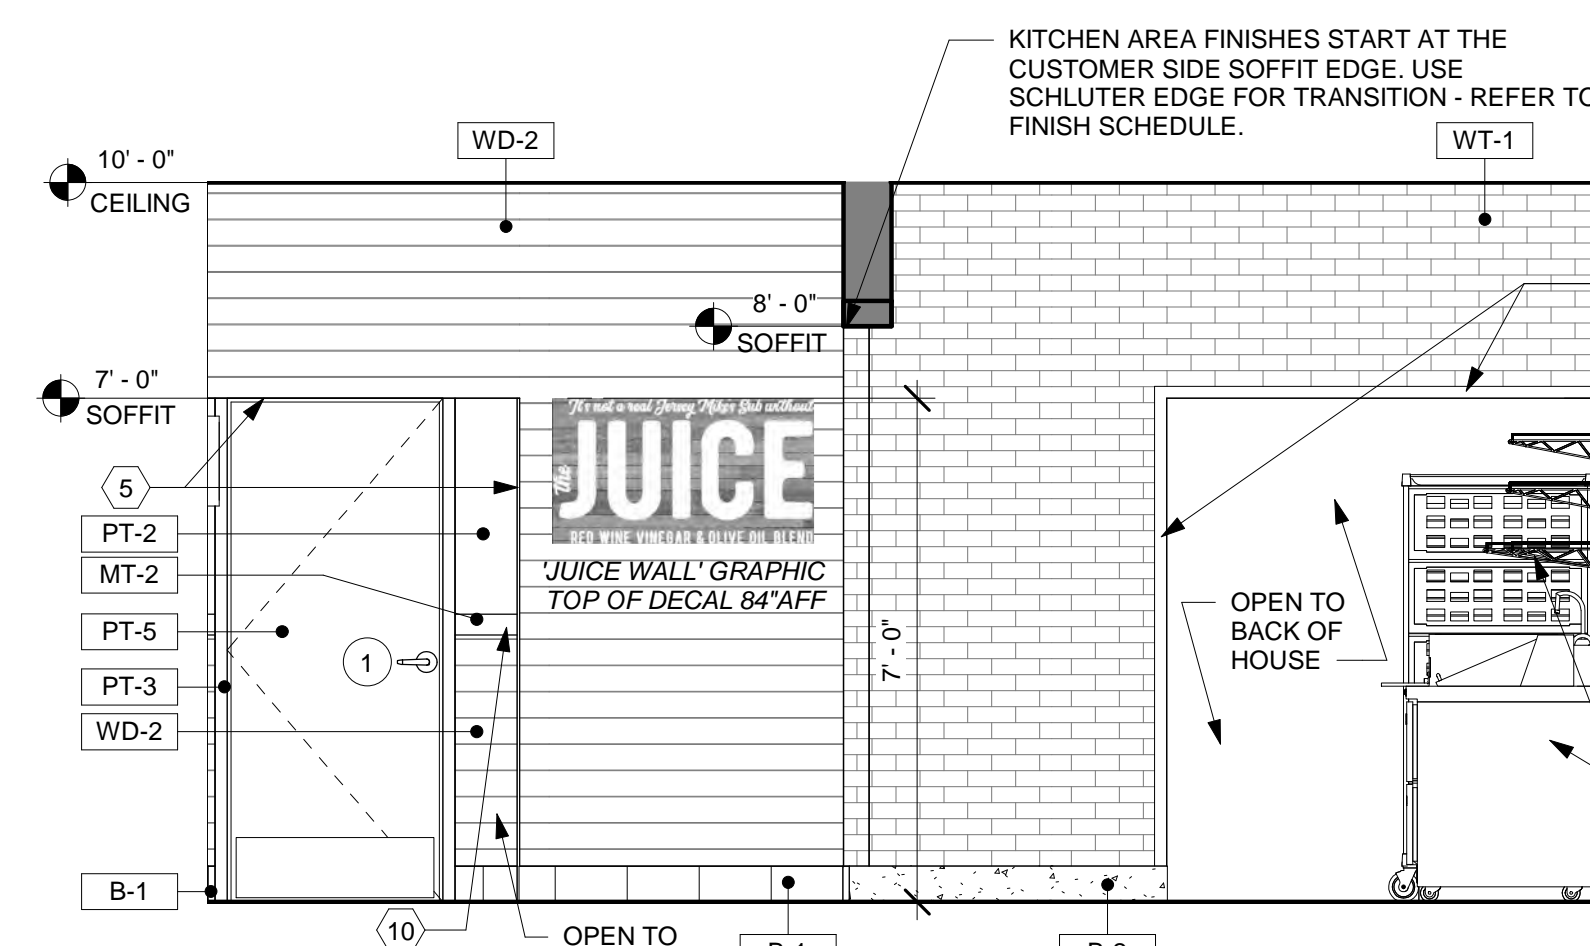 KITCHEN AREA FINISHES START AT THE
CUSTOMER SIDE SOFFIT EDGE. USE
SCHLUTER EDGE FOR TRANSITION - REFER TO
FINISH SCHEDULE.
WD-2
WT-1
10' - 0"
CEILING
8' - 0"
SOFFIT
7' - 0"
SOFFIT
It's not a real Jersey Mike's Sub without
the
JUICE
RED WINE VINEGAR & OLIVE OIL BLEND
5
PT-2
MT-2
'JUICE WALL' GRAPHIC
TOP OF DECAL 84"AFF
PT-5
1
7' - 0"
OPEN TO
BACK OF
HOUSE
PT-3
WD-2
B-1
10
OPEN TO